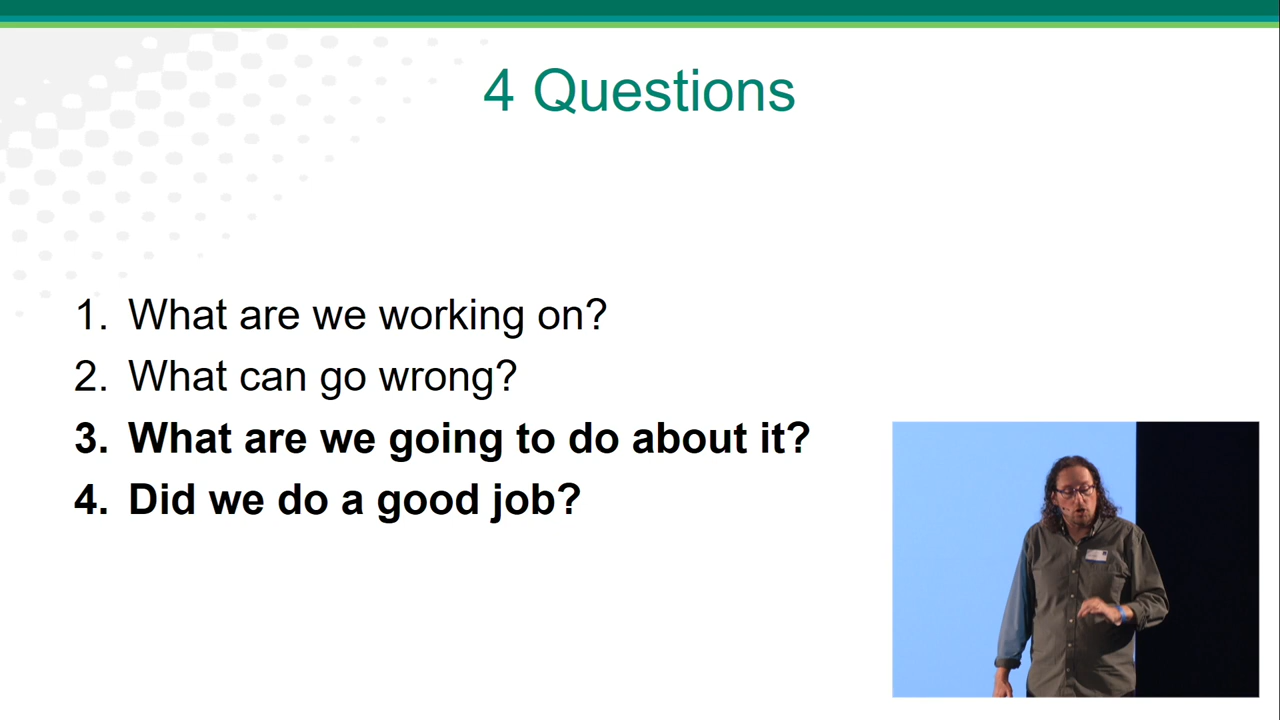 4 Questions
1. What are we working on?
2. What can go wrong?
3. What are we going to do about it?
4. Did we do a good job?